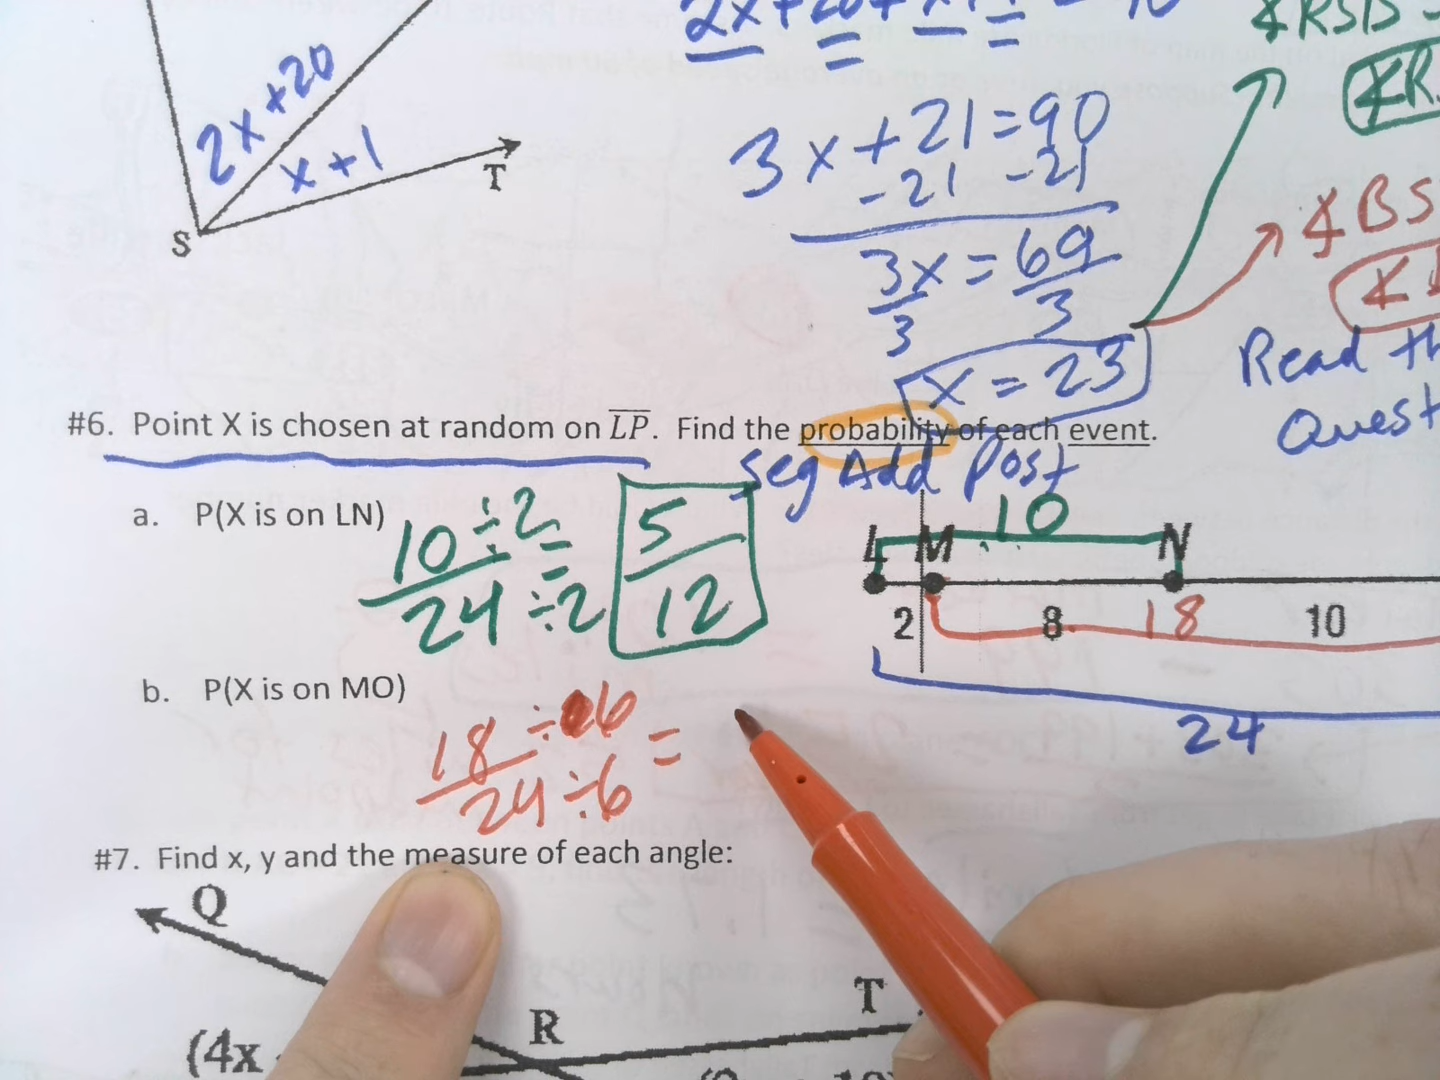 2x+20
x+1
T
S
3x+21=90
-21 -21
3x = 69
3 3
x = 23
∡RSB
∡R
∡BS
Read
#6. Point X is chosen at random on LP. Find the probability of each event.
Seg Add Post
a. P(X is on LN) 10/24 ÷2/÷2 = 5/12
10
L M N
2 8 18 10
24
b. P(X is on MO)
18/24 ÷6/÷6 =
#7. Find x, y and the measure of each angle:
Q
R T
(4x